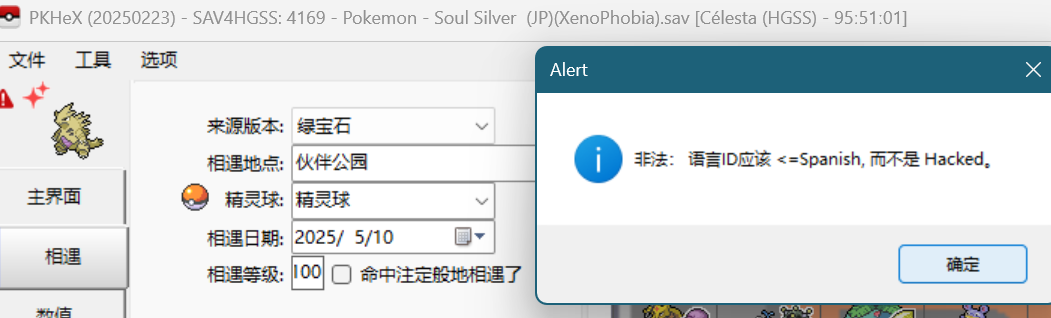 PKHeX (20250223) - SAV4HGSS: 4169 - Pokemon - Soul Silver  (JP)(XenoPhobia).sav [Célesta (HGSS) - 95:51:01]
文件 工具 选项
Alert
来源版本: 绿宝石
相遇地点: 伙伴公园
精灵球: 精灵球
相遇日期: 2025/ 5/10
相遇等级: 100 命中注定般地相遇了
主界面
相遇
数值
非法： 语言ID应该 <=Spanish, 而不是 Hacked。
确定